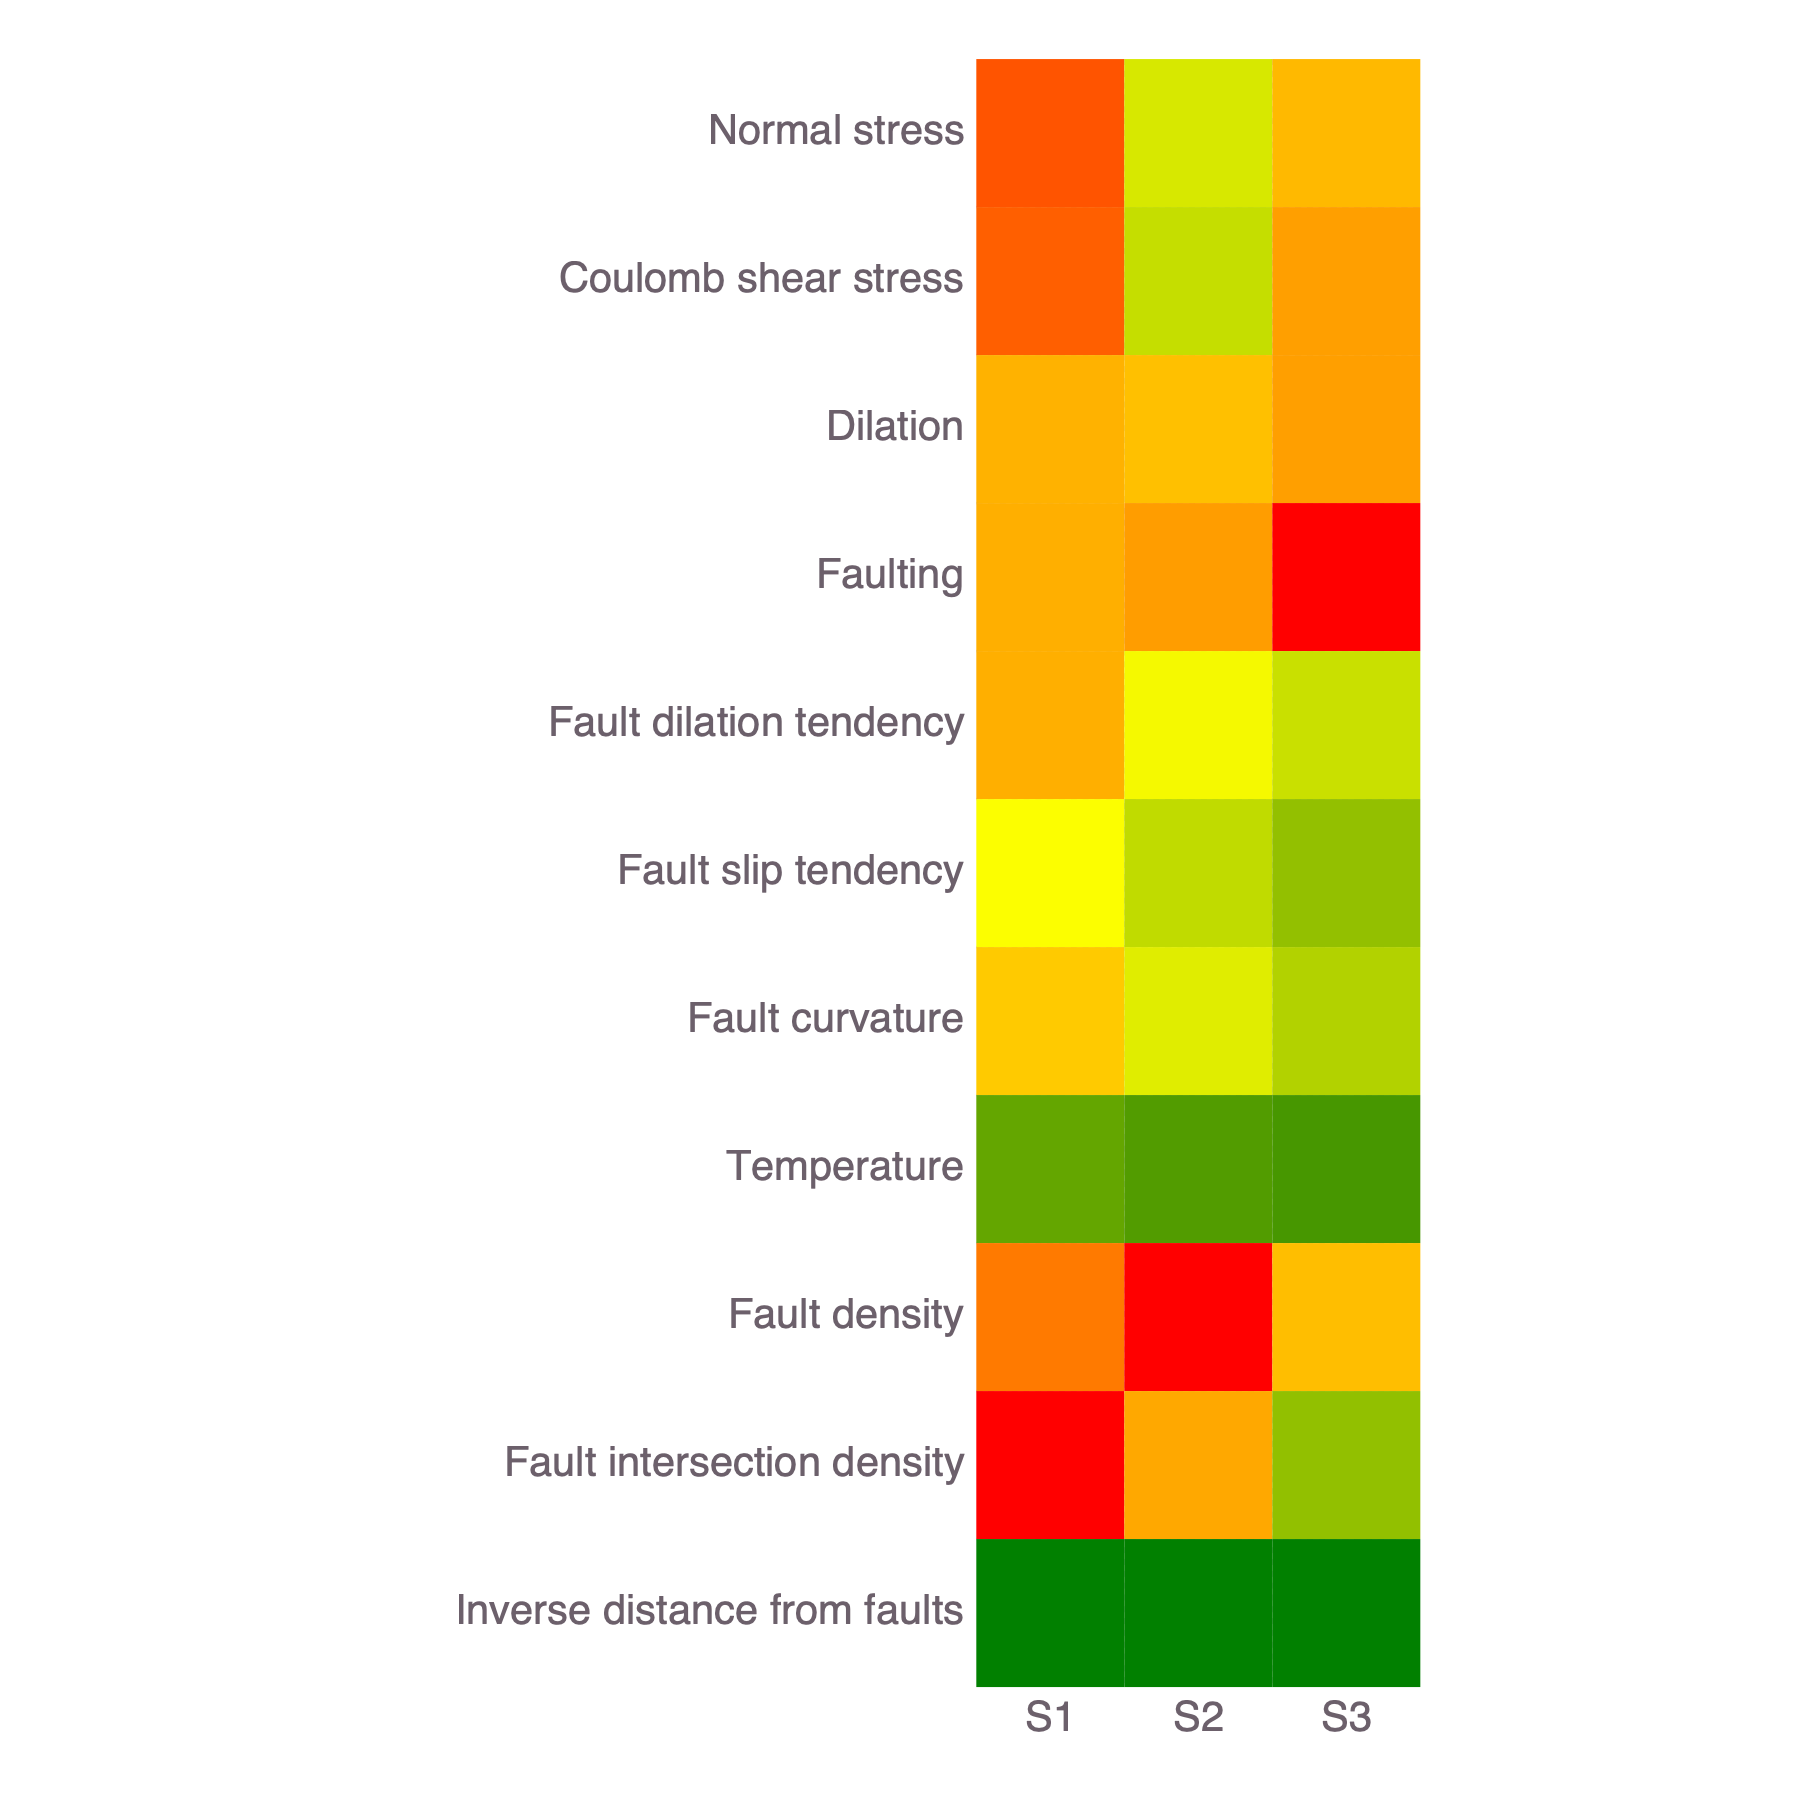 Normal stress
Coulomb shear stress
Dilation
Faulting
Fault dilation tendency
Fault slip tendency
Fault curvature
Temperature
Fault density
Fault intersection density
Inverse distance from faults
S1 S2 S3